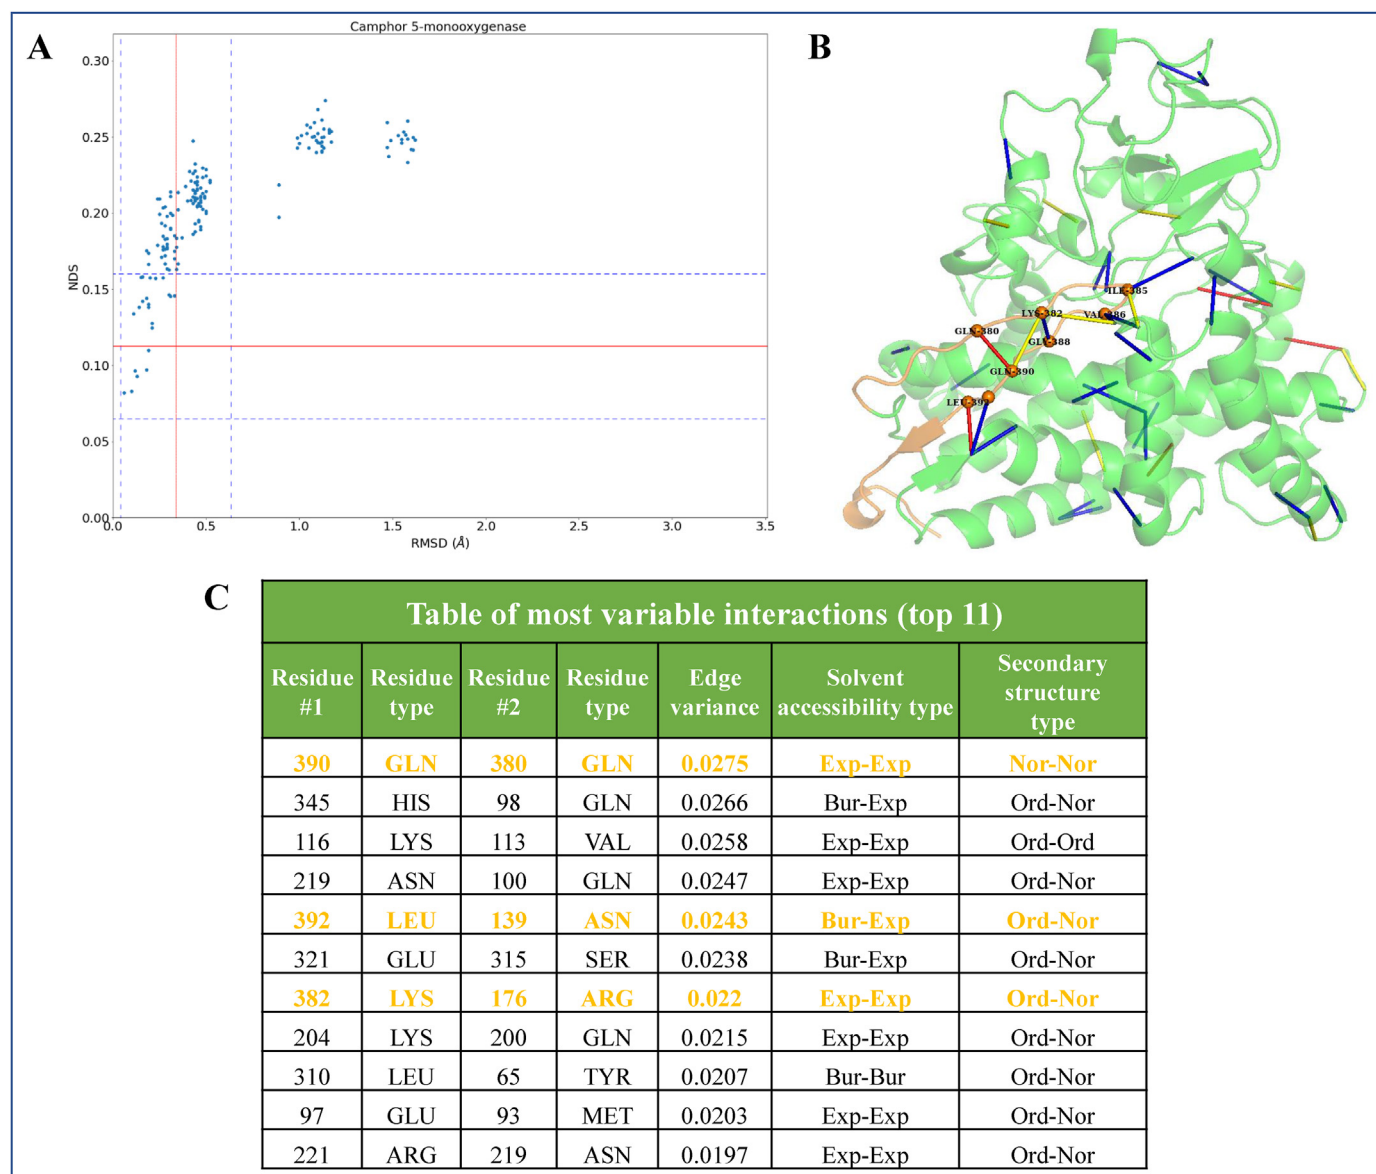 A
Camphor 5-monooxygenase
0.30
0.25
0.20
0.15
0.10
0.05
0.00
NDS
0.0 0.5 1.0 1.5 2.0 2.5 3.0 3.5
RMSD (Å)
B
ILE-385
LYS-382 VAL-386
GLN-380
GLU-388
GLN-390
C
Table of most variable interactions (top 11)
Residue #1 Residue type Residue #2 Residue type Edge variance Solvent accessibility type Secondary structure type
390 GLN 380 GLN 0.0275 Exp-Exp Nor-Nor
345 HIS 98 GLN 0.0266 Bur-Exp Ord-Nor
116 LYS 113 VAL 0.0258 Exp-Exp Ord-Ord
219 ASN 100 GLN 0.0247 Exp-Exp Ord-Nor
392 LEU 139 ASN 0.0243 Bur-Exp Ord-Nor
321 GLU 315 SER 0.0238 Bur-Exp Ord-Nor
382 LYS 176 ARG 0.022 Exp-Exp Ord-Nor
204 LYS 200 GLN 0.0215 Exp-Exp Ord-Nor
310 LEU 65 TYR 0.0207 Bur-Bur Ord-Nor
97 GLU 93 MET 0.0203 Exp-Exp Ord-Nor
221 ARG 219 ASN 0.0197 Exp-Exp Ord-Nor